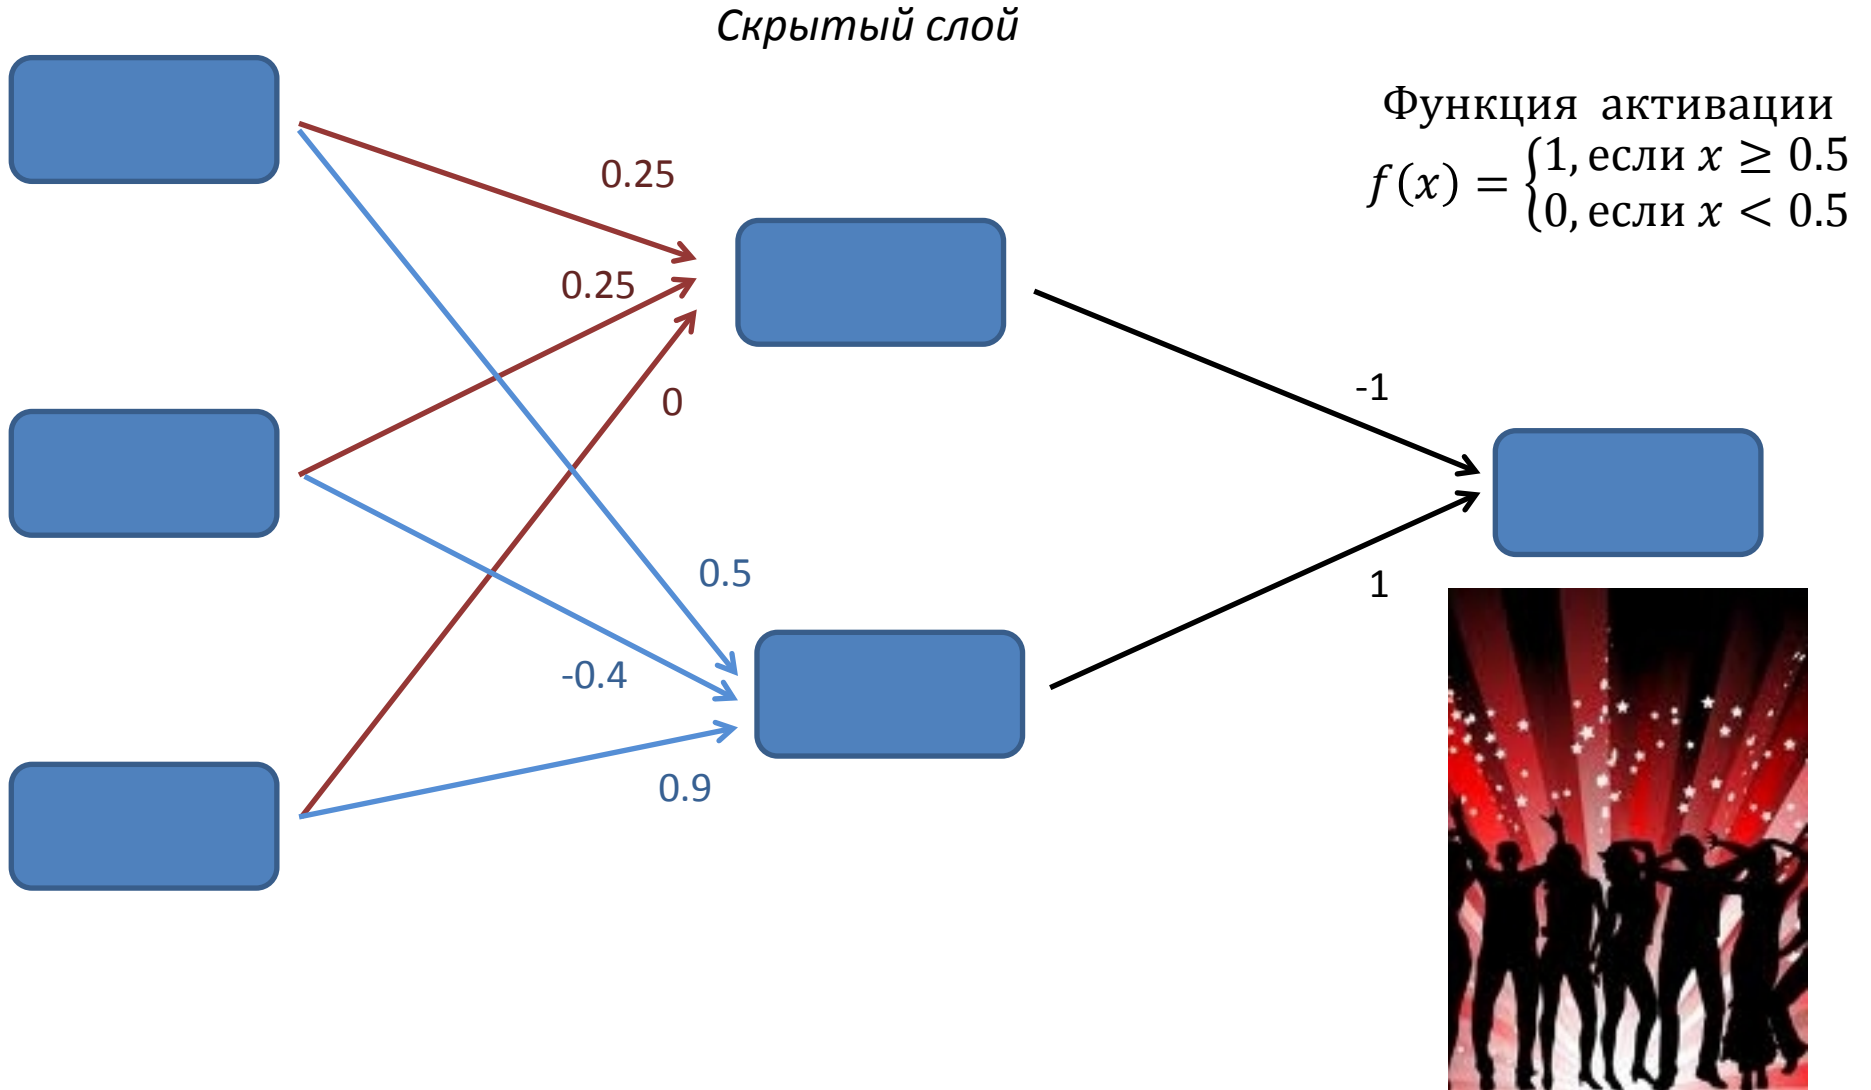 Скрытый слой
Функция активации
f(x) = {1, если x ≥ 0.5
0, если x < 0.5
0.25
0.25
0
-1
0.5
1
-0.4
0.9